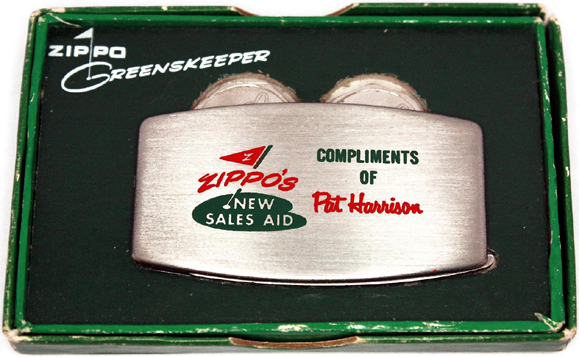 ZIPPO
GREENSKEEPER
Z
ZIPPO'S
NEW
SALES AID
COMPLIMENTS
OF
Pat Harrison